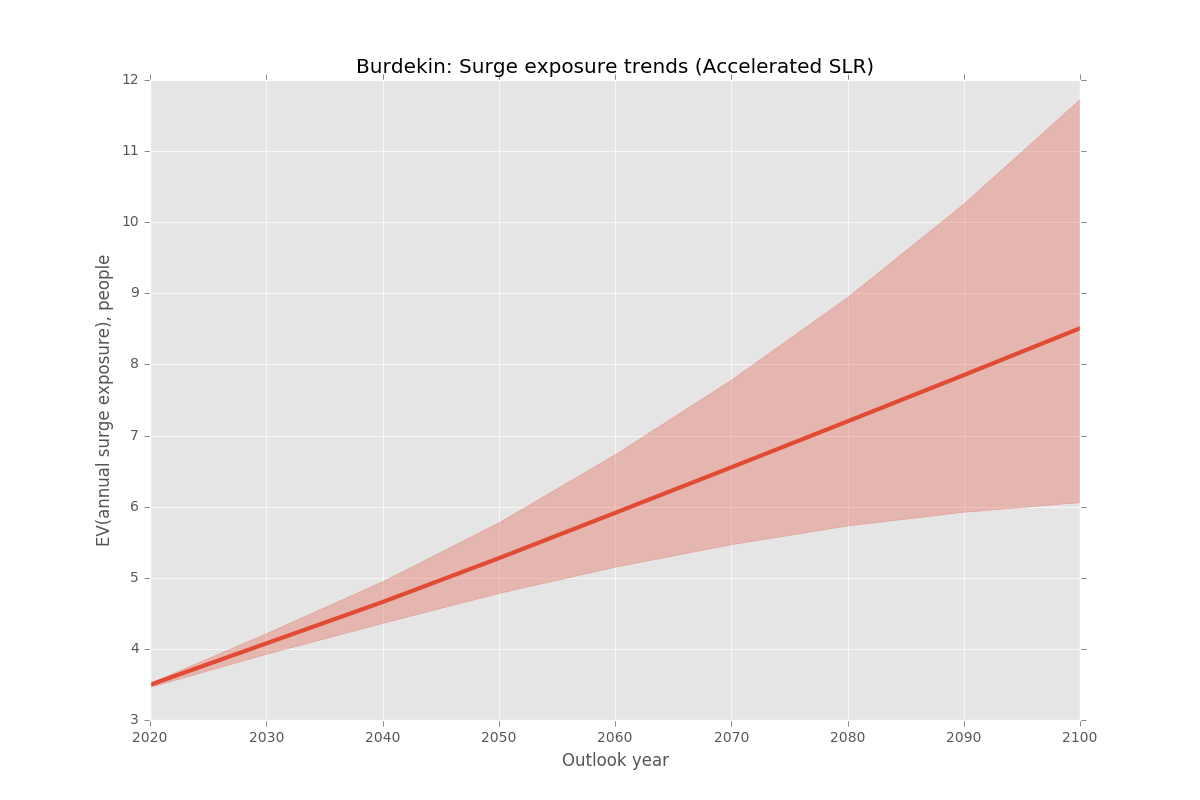 Burdekin: Surge exposure trends (Accelerated SLR)
12
11
10
9
8
7
6
5
4
3
EV(annual surge exposure), people
2020 2030 2040 2050 2060 2070 2080 2090 2100
Outlook year